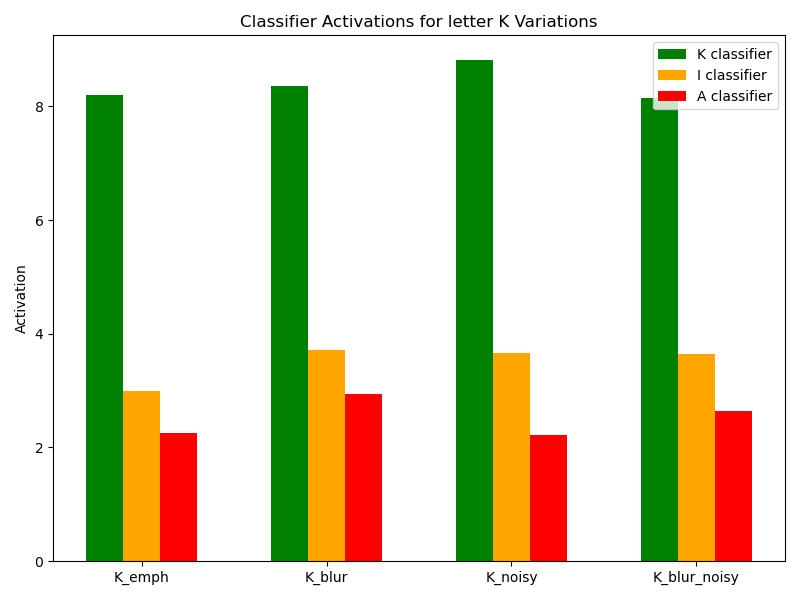 Classifier Activations for letter K Variations
K classifier
I classifier
A classifier
Activation
8
6
4
2
0
K_emph K_blur K_noisy K_blur_noisy